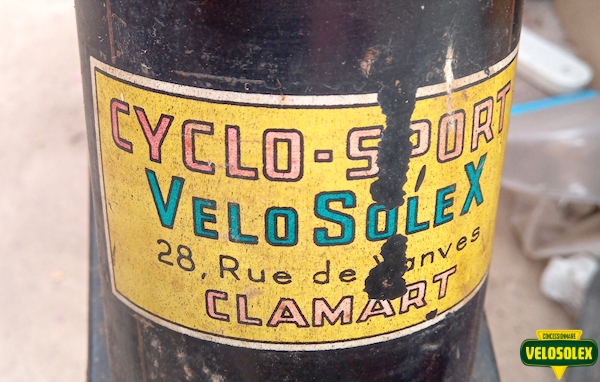 CYCLO-SPORT
VELOSOLEX
28, Rue de Vanves
CLAMART
CONCESSIONNAIRE
VELOSOLEX